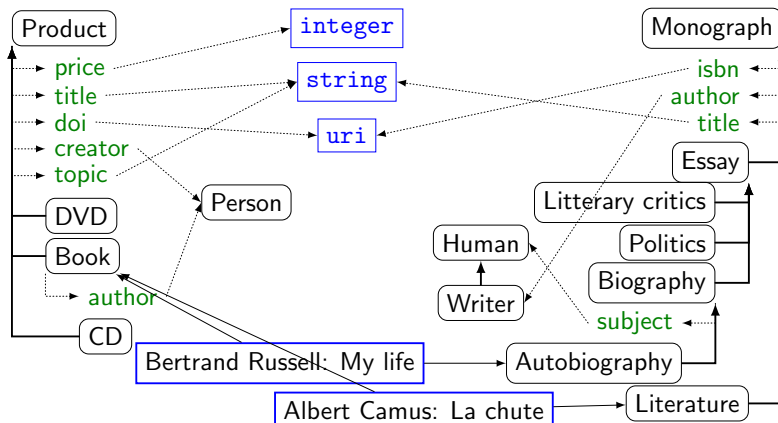 Product
integer
Monograph
price
isbn
title
string
author
doi
uri
title
creator
Essay
topic
Person
Litterary critics
DVD
Human
Politics
Book
Biography
author
Writer
subject
CD
Bertrand Russell: My life
Autobiography
Albert Camus: La chute
Literature